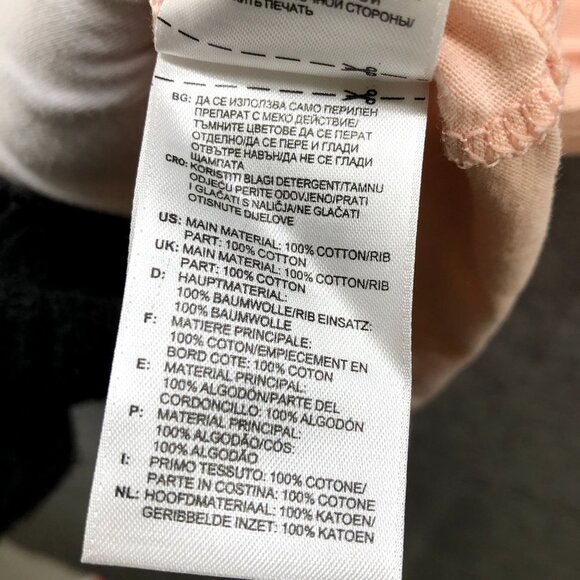 СТОРОНЫ/
ПЕЧАТЬ
BG: ДА СЕ ИЗПОЛЗВА САМО ПЕРИЛЕН
ПРЕПАРАТ С МЕКО ДЕЙСТВИЕ/
ТЪМНИТЕ ЦВЕТОВЕ ДА СЕ ПЕРАТ
ОТДЕЛНО/ДА СЕ ПЕРЕ И ГЛАДИ
ОТВЪТРЕ НАВЪН/ДА НЕ СЕ ГЛАДИ
ЩАМПАТА
CRO: KORISTITI BLAGI DETERGENT/TAMNU
ODJEĆU PERITE ODVOJENO/PRATI
I GLAČATI S NALIČJA/NE GLAČATI
OTISNUTE DIJELOVE
US: MAIN MATERIAL: 100% COTTON/RIB
PART: 100% COTTON
UK: MAIN MATERIAL: 100% COTTON/RIB
PART: 100% COTTON
D: HAUPTMATERIAL:
100% BAUMWOLLE/RIB EINSATZ:
100% BAUMWOLLE
F: MATIERE PRINCIPALE:
100% COTON/EMPIECEMENT EN
BORD COTE: 100% COTON
E: MATERIAL PRINCIPAL:
100% ALGODÓN/PARTE DEL
CORDONCILLO: 100% ALGODÓN
P: MATERIAL PRINCIPAL:
100% ALGODÃO/CÓS:
100% ALGODÃO
I: PRIMO TESSUTO: 100% COTONE/
PARTE IN COSTINA: 100% COTONE
NL: HOOFDMATERIAAL: 100% KATOEN/
GERIBBELDE INZET: 100% KATOEN